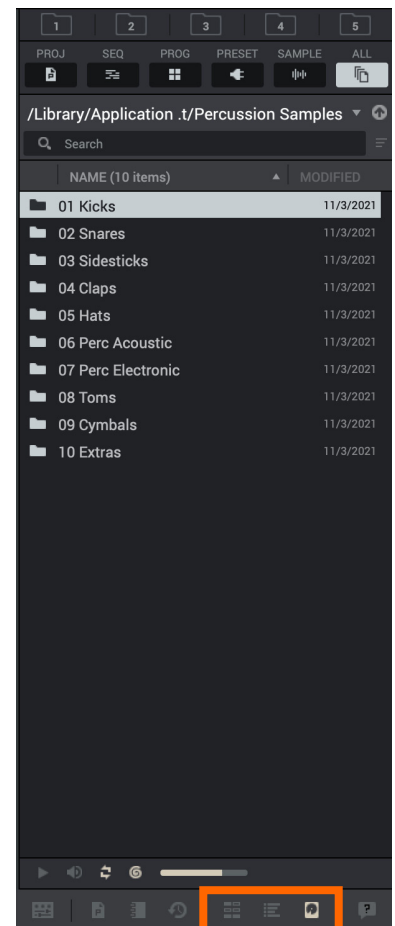 1 2 3 4 5
PROJ SEQ PROG PRESET SAMPLE ALL
/Library/Application .t/Percussion Samples
Search
NAME (10 items) MODIFIED
01 Kicks 11/3/2021
02 Snares 11/3/2021
03 Sidesticks 11/3/2021
04 Claps 11/3/2021
05 Hats 11/3/2021
06 Perc Acoustic 11/3/2021
07 Perc Electronic 11/3/2021
08 Toms 11/3/2021
09 Cymbals 11/3/2021
10 Extras 11/3/2021